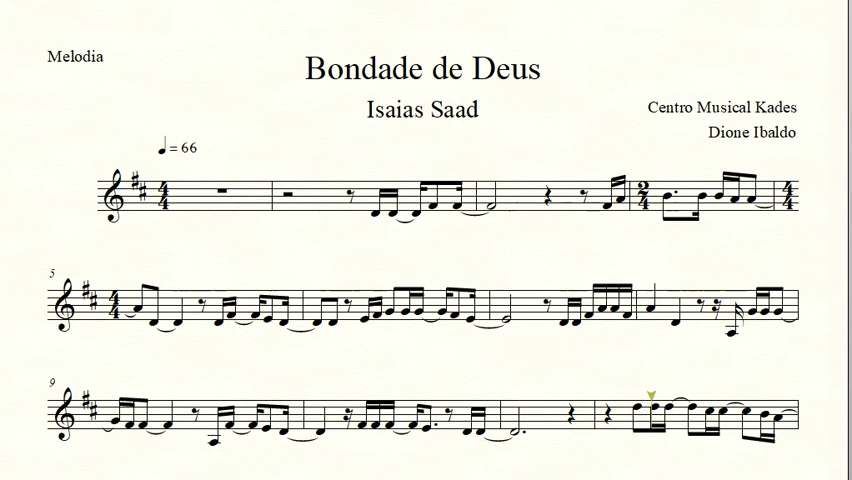 Melodia
Bondade de Deus
Isaias Saad
Centro Musical Kades
Dione Ibaldo
= 66
4
4
2
4
4
4
5
4
4
9